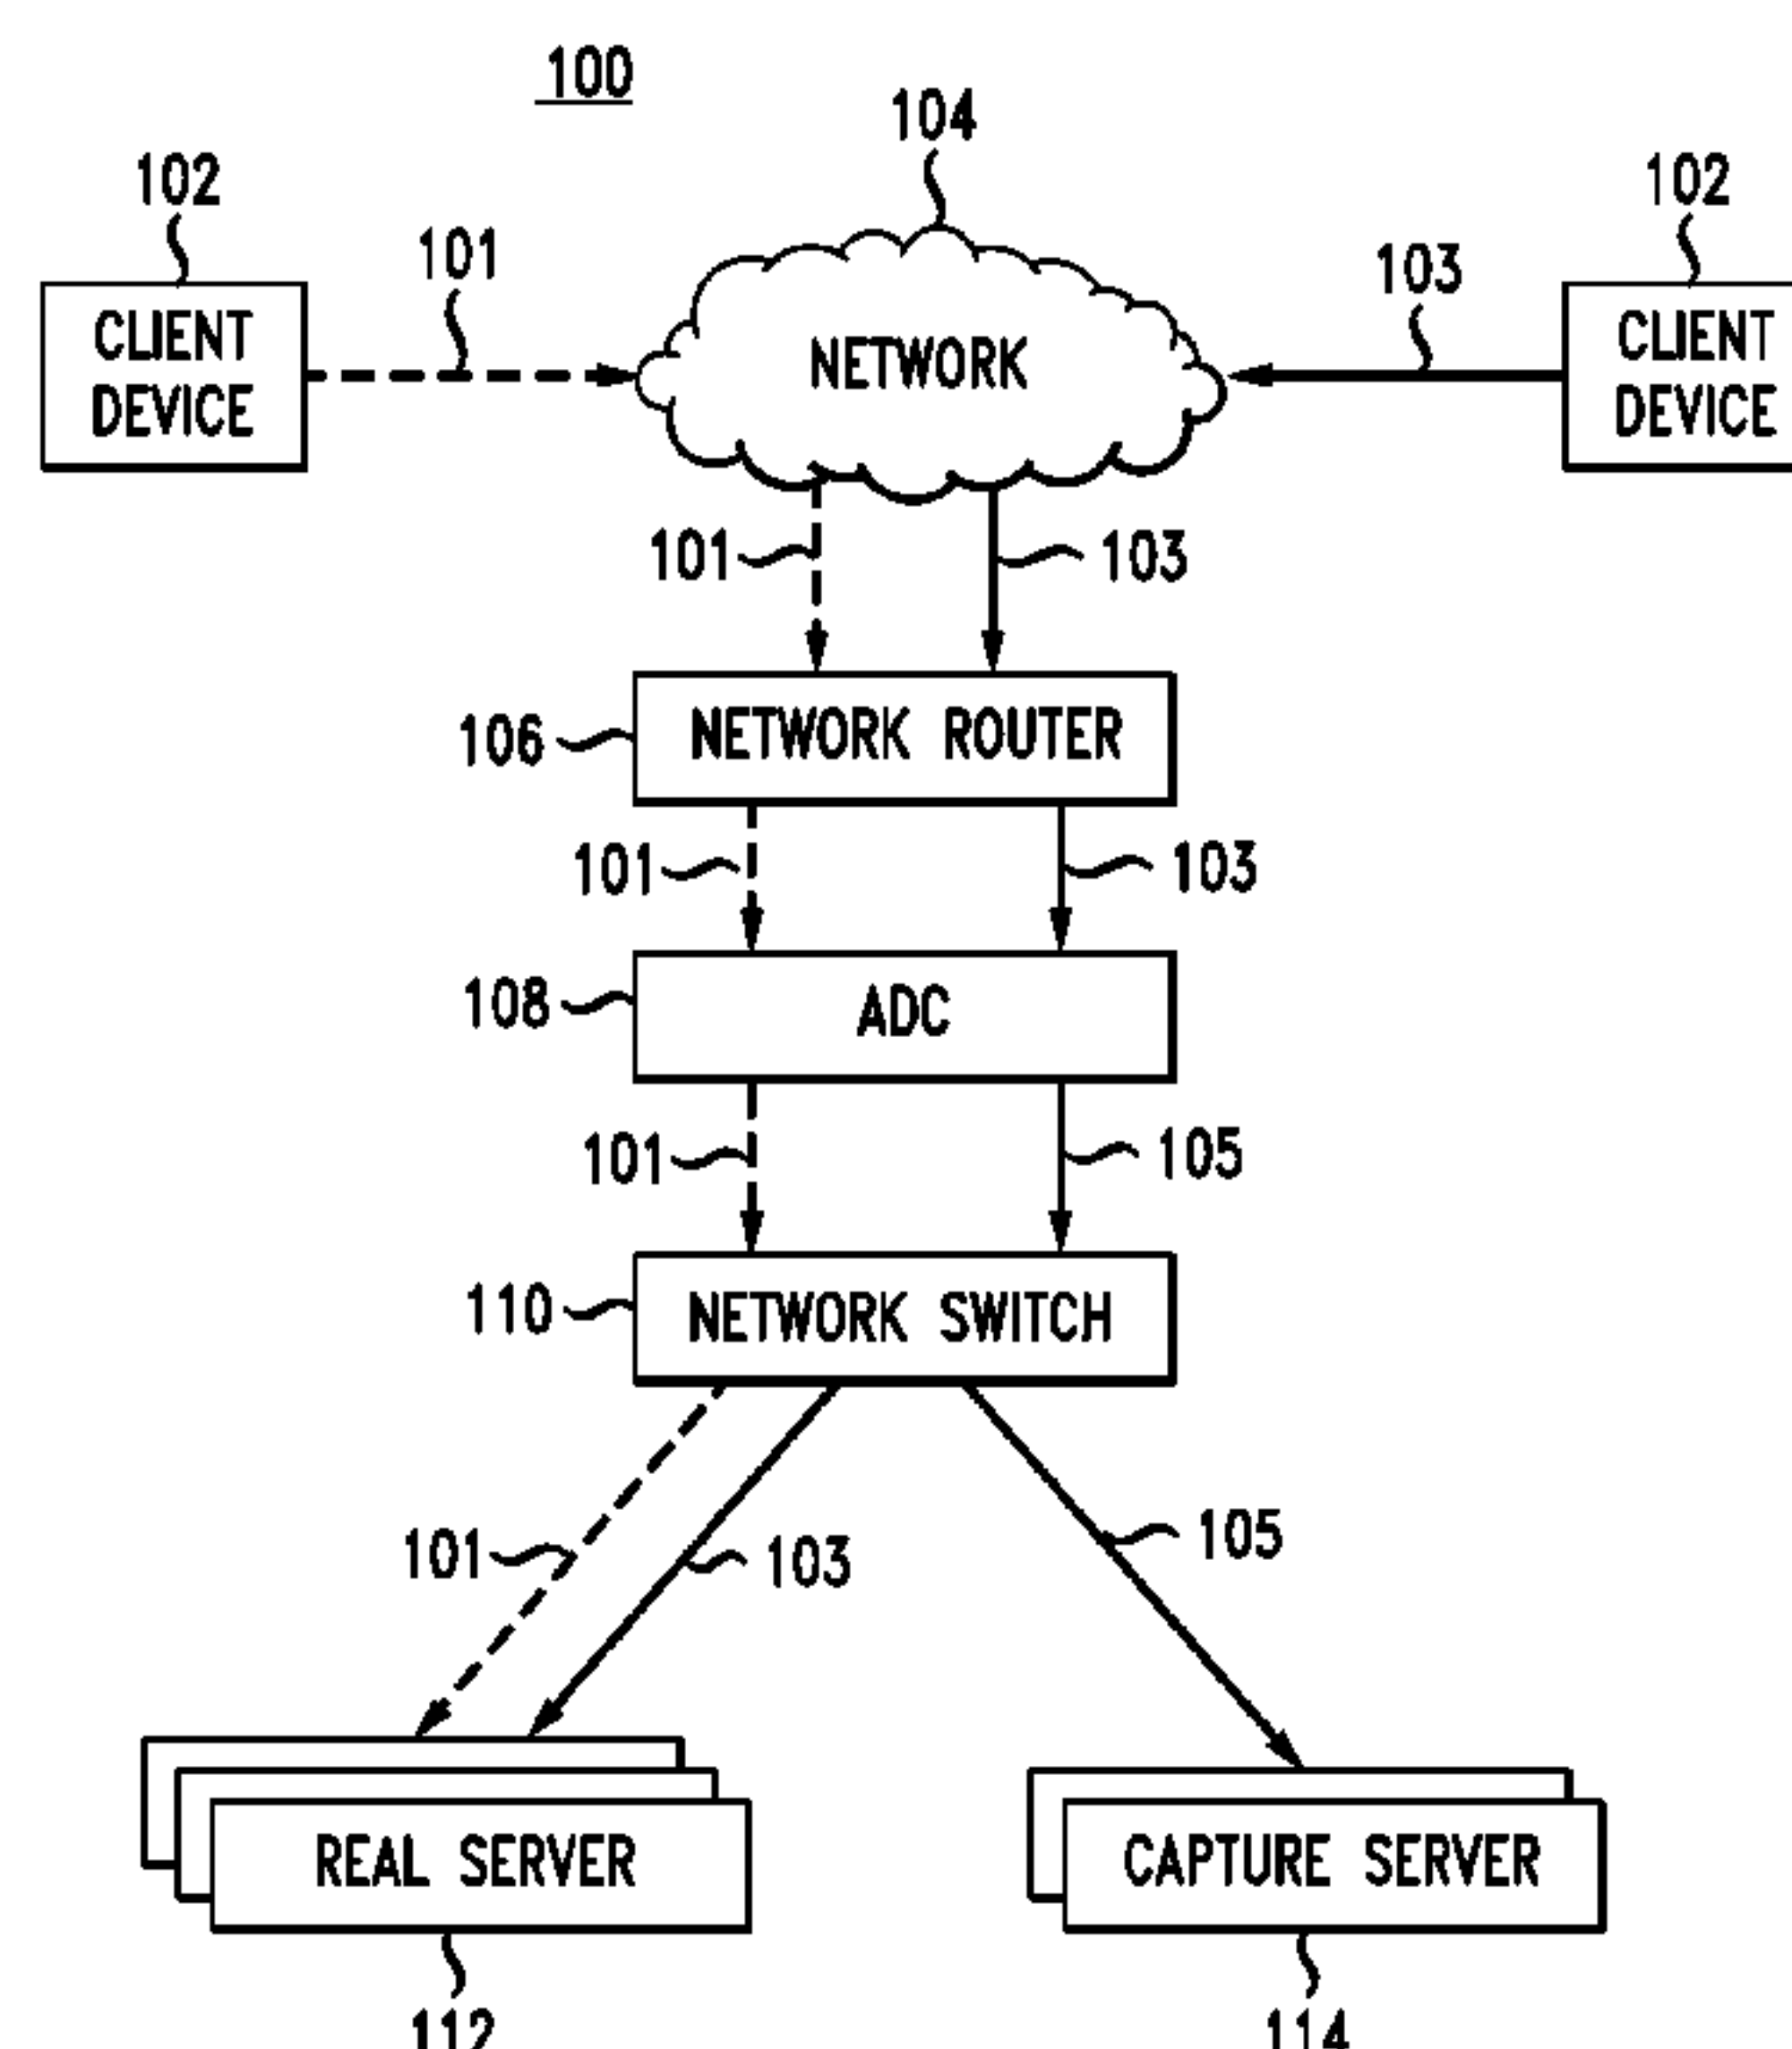 100
104
102
102
101
103
CLIENT
DEVICE
NETWORK
CLIENT
DEVICE
101
103
106
NETWORK ROUTER
101
103
108
ADC
101
105
110
NETWORK SWITCH
101
103
105
REAL SERVER
CAPTURE SERVER
112
114